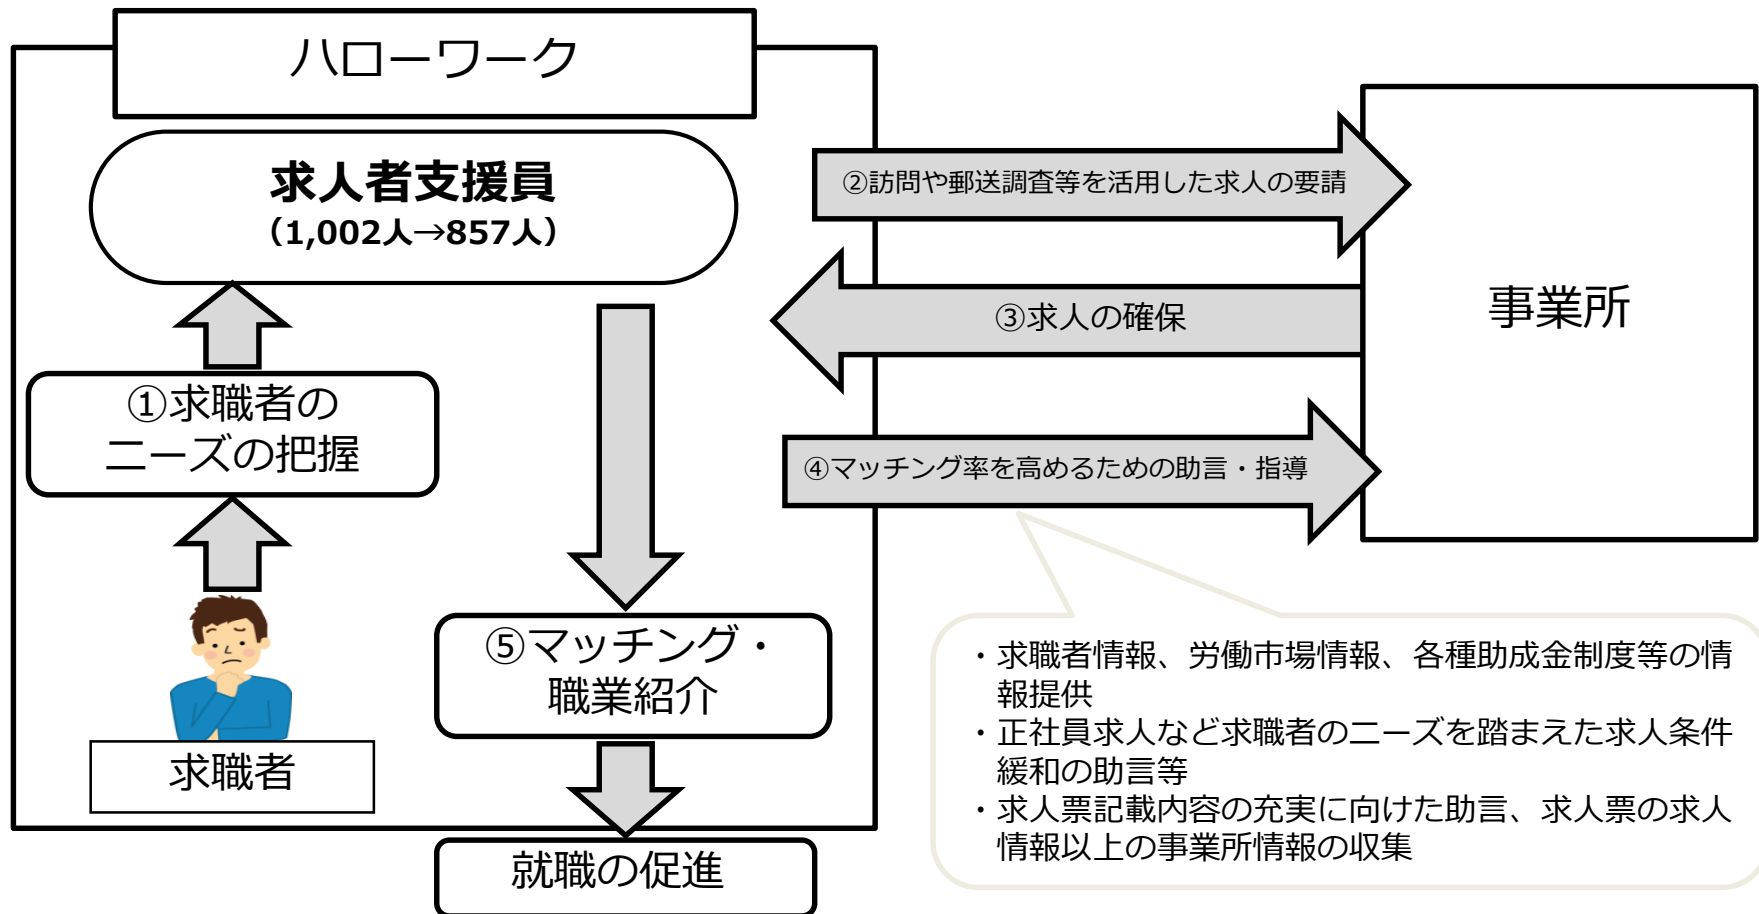 ハローワーク
求人者支援員
（1,002人→857人）
②訪問や郵送調査等を活用した求人の要請
③求人の確保
事業所
①求職者の
ニーズの把握
④マッチング率を高めるための助言・指導
求職者
⑤マッチング・
職業紹介
就職の促進
・求職者情報、労働市場情報、各種助成金制度等の情
報提供
・正社員求人など求職者のニーズを踏まえた求人条件
緩和の助言等
・求人票記載内容の充実に向けた助言、求人票の求人
情報以上の事業所情報の収集